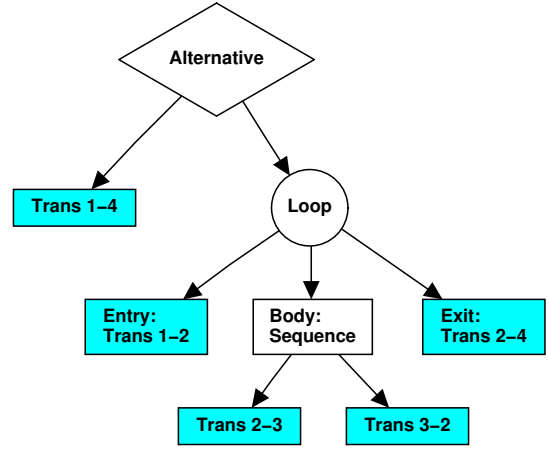 Alternative
Trans 1–4
Loop
Entry:
Trans 1–2
Body:
Sequence
Exit:
Trans 2–4
Trans 2–3
Trans 3–2